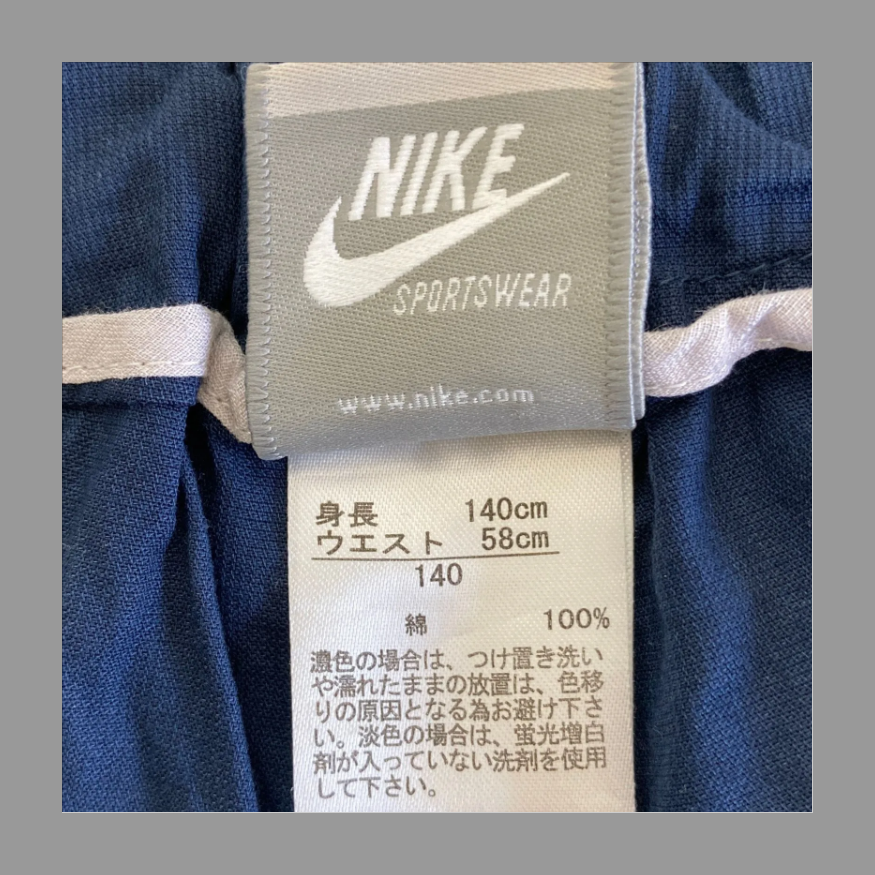 NIKE
SPORTSWEAR
www.nike.com
身長 140cm
ウエスト 58cm
140
綿 100%
濃色の場合は、つけ置き洗い
や濡れたままの放置は、色移
りの原因となる為お避け下さ
い。淡色の場合は、蛍光増白
剤が入っていない洗剤を使用
して下さい。